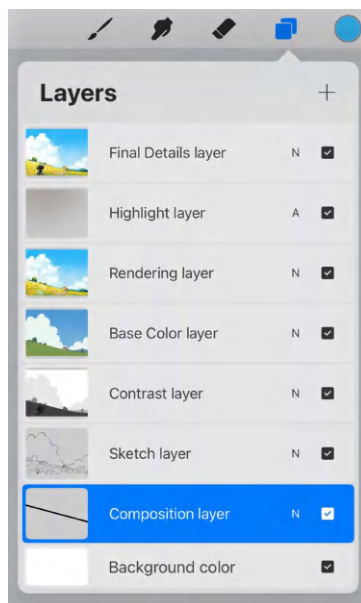 Layers
Final Details layer N
Highlight layer A
Rendering layer N
Base Color layer N
Contrast layer N
Sketch layer N
Composition layer N
Background color